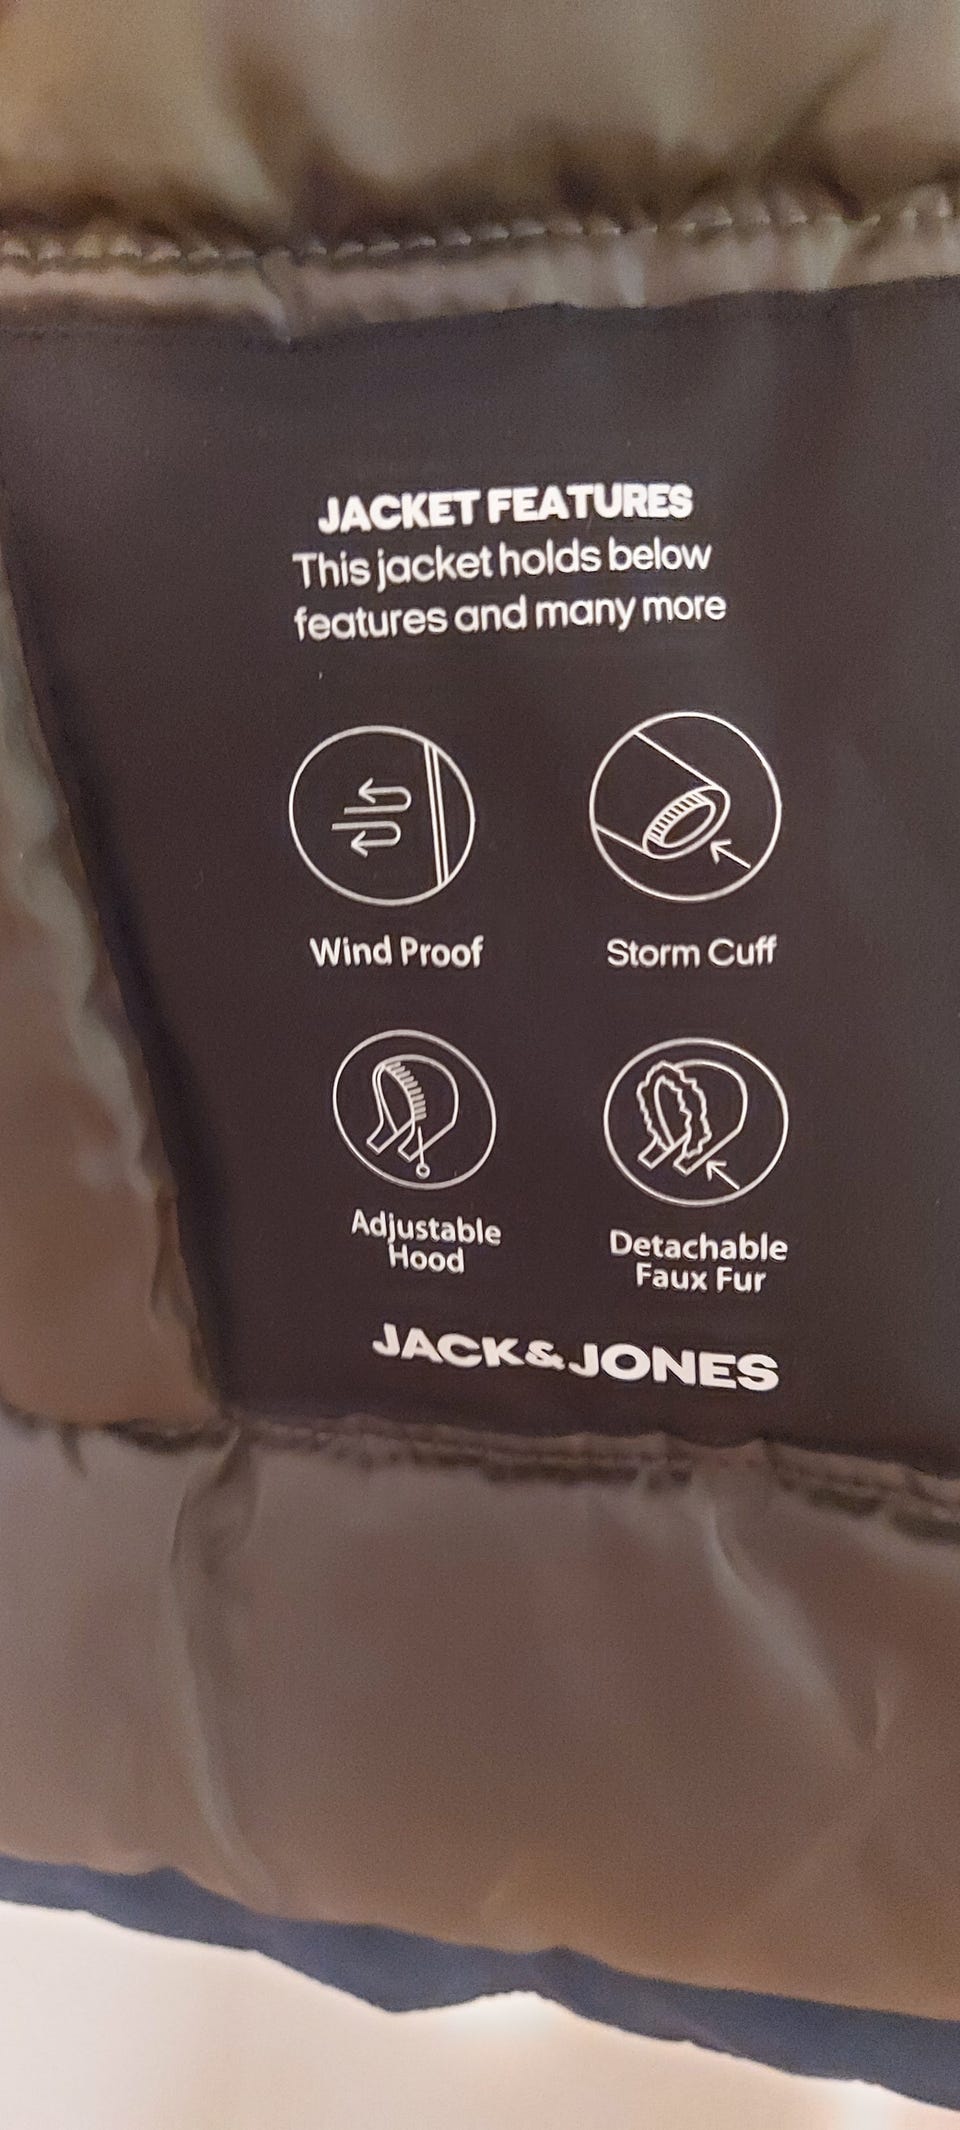 JACKET FEATURES
This jacket holds below
features and many more
Wind Proof
Storm Cuff
Adjustable
Hood
Detachable
Faux Fur
JACK&JONES